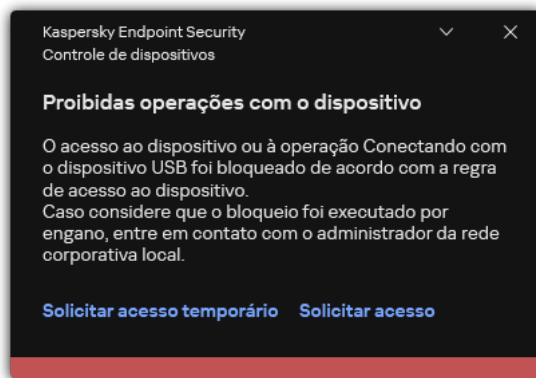 Kaspersky Endpoint Security
Controle de dispositivos
Proibidas operações com o dispositivo
O acesso ao dispositivo ou à operação Conectando com
o dispositivo USB foi bloqueado de acordo com a regra
de acesso ao dispositivo.
Caso considere que o bloqueio foi executado por
engano, entre em contato com o administrador da rede
corporativa local.
Solicitar acesso temporário Solicitar acesso